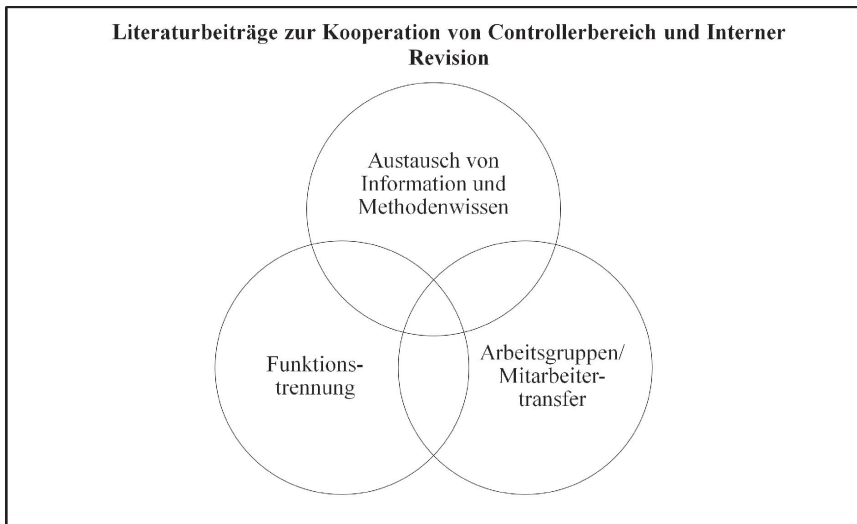 Literaturbeiträge zur Kooperation von Controllerbereich und Interner
Revision
Austausch von
Information und
Methodenwissen
Funktions-
trennung
Arbeitsgruppen/
Mitarbeiter-
transfer